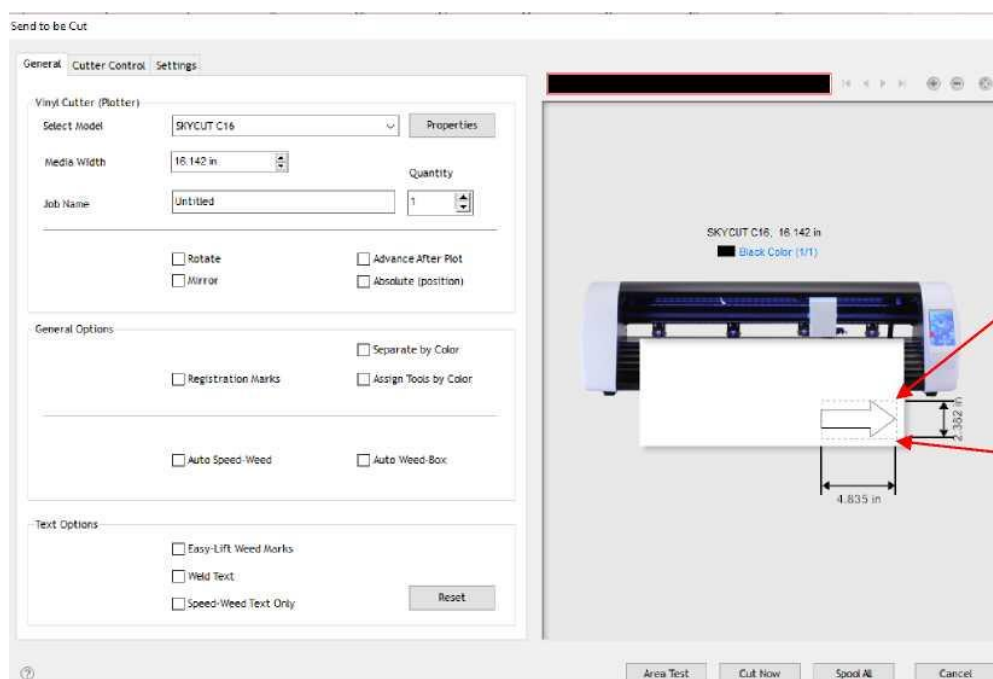 Send to be Cut
General Cutter Control Settings
Vinyl Cutter (Plotter)
Select Model SKYCUT C16 Properties
Media Width 16.142 in
Quantity
Job Name Untitled 1
Rotate Advance After Plot
Mirror Absolute (position)
General Options
Separate by Color
Registration Marks Assign Tools by Color
Auto Speed-Weed Auto Weed-Box
Text Options
Easy-Lift Weed Marks
Weld Text
Speed-Weed Text Only Reset
SKYCUT C16, 16.142 in
Black Color (1/1)
2.382 in
4.835 in
? Area Test Cut Now Spool All Cancel